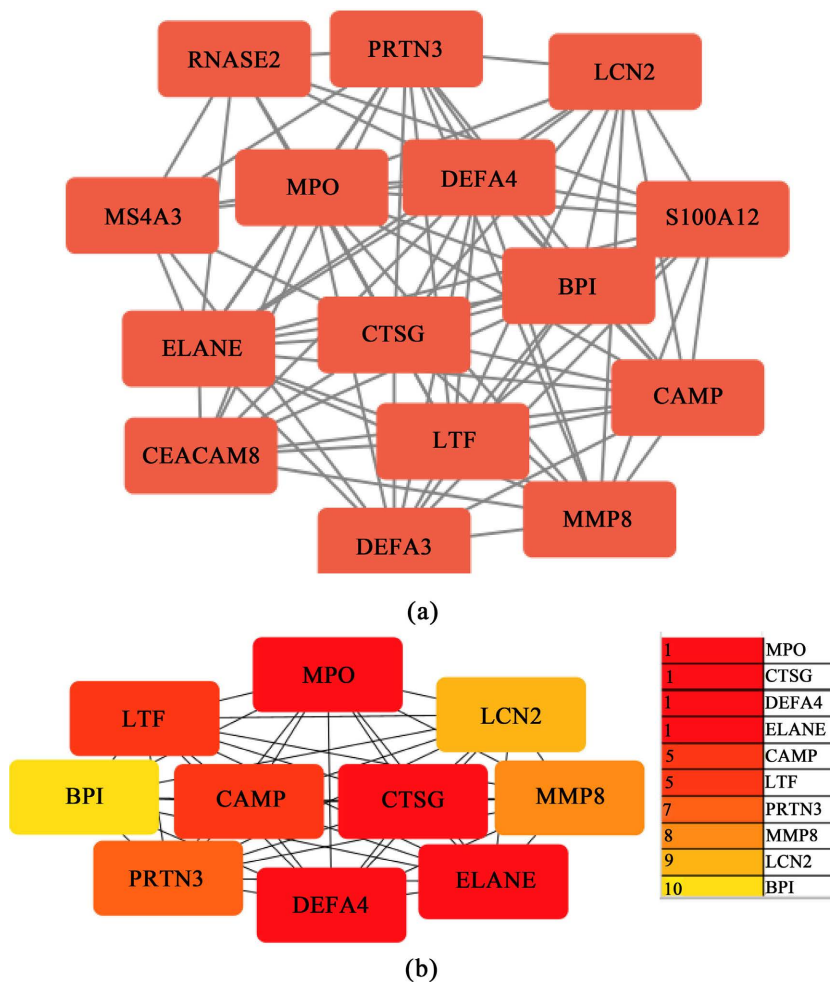 PRTN3
RNASE2
LCN2
MPO
DEFA4
MS4A3
S100A12
BPI
ELANE
CTSG
CAMP
CEACAM8
LTF
MMP8
DEFA3
(a)
MPO
LTF
LCN2
BPI
CAMP
CTSG
MMP8
PRTN3
DEFA4
ELANE
1 MPO
1 CTSG
1 DEFA4
1 ELANE
5 CAMP
5 LTF
7 PRTN3
8 MMP8
9 LCN2
10 BPI
(b)